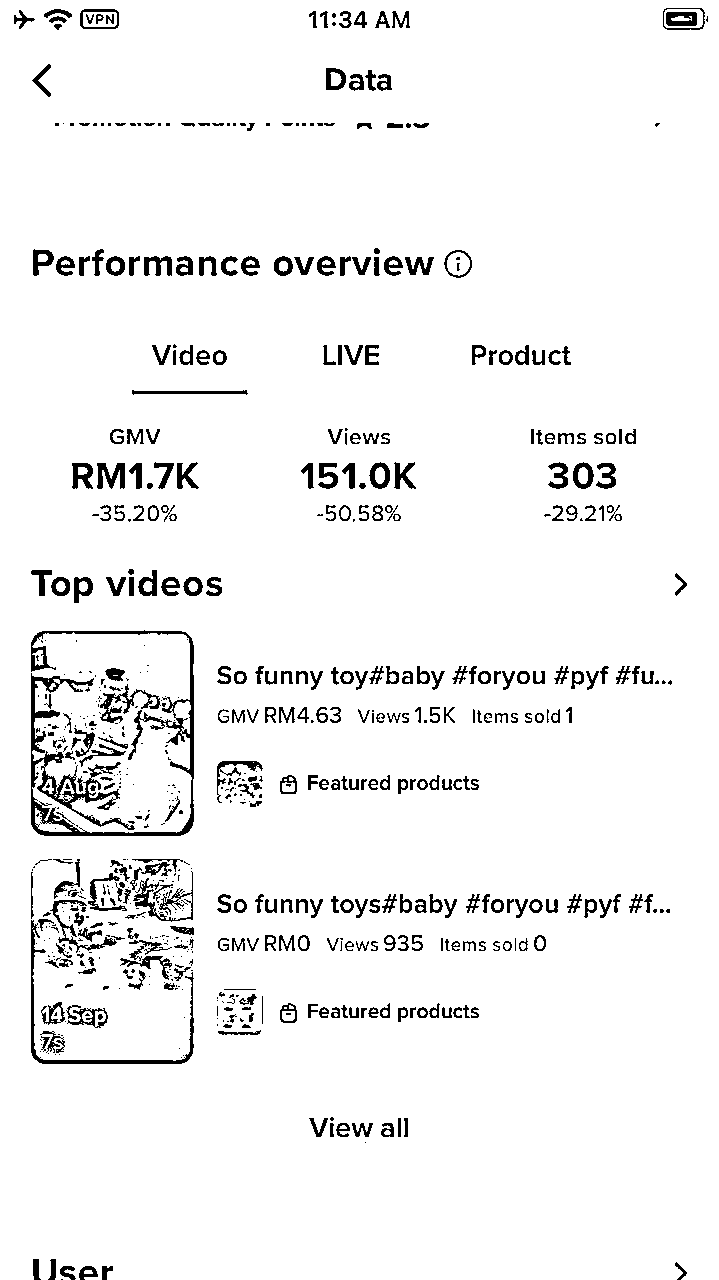 VPN
11:34 AM
Data
Performance overview
Video LIVE Product
GMV Views Items sold
RM1.7K 151.0K 303
-35.20% -50.58% -29.21%
Top videos
So funny toy#baby #foryou #pyf #fu...
GMV RM4.63 Views 1.5K Items sold 1
Featured products
4 Aug
7s
So funny toys#baby #foryou #pyf #f...
GMV RM0 Views 935 Items sold 0
Featured products
14 Sep
7s
View all
User